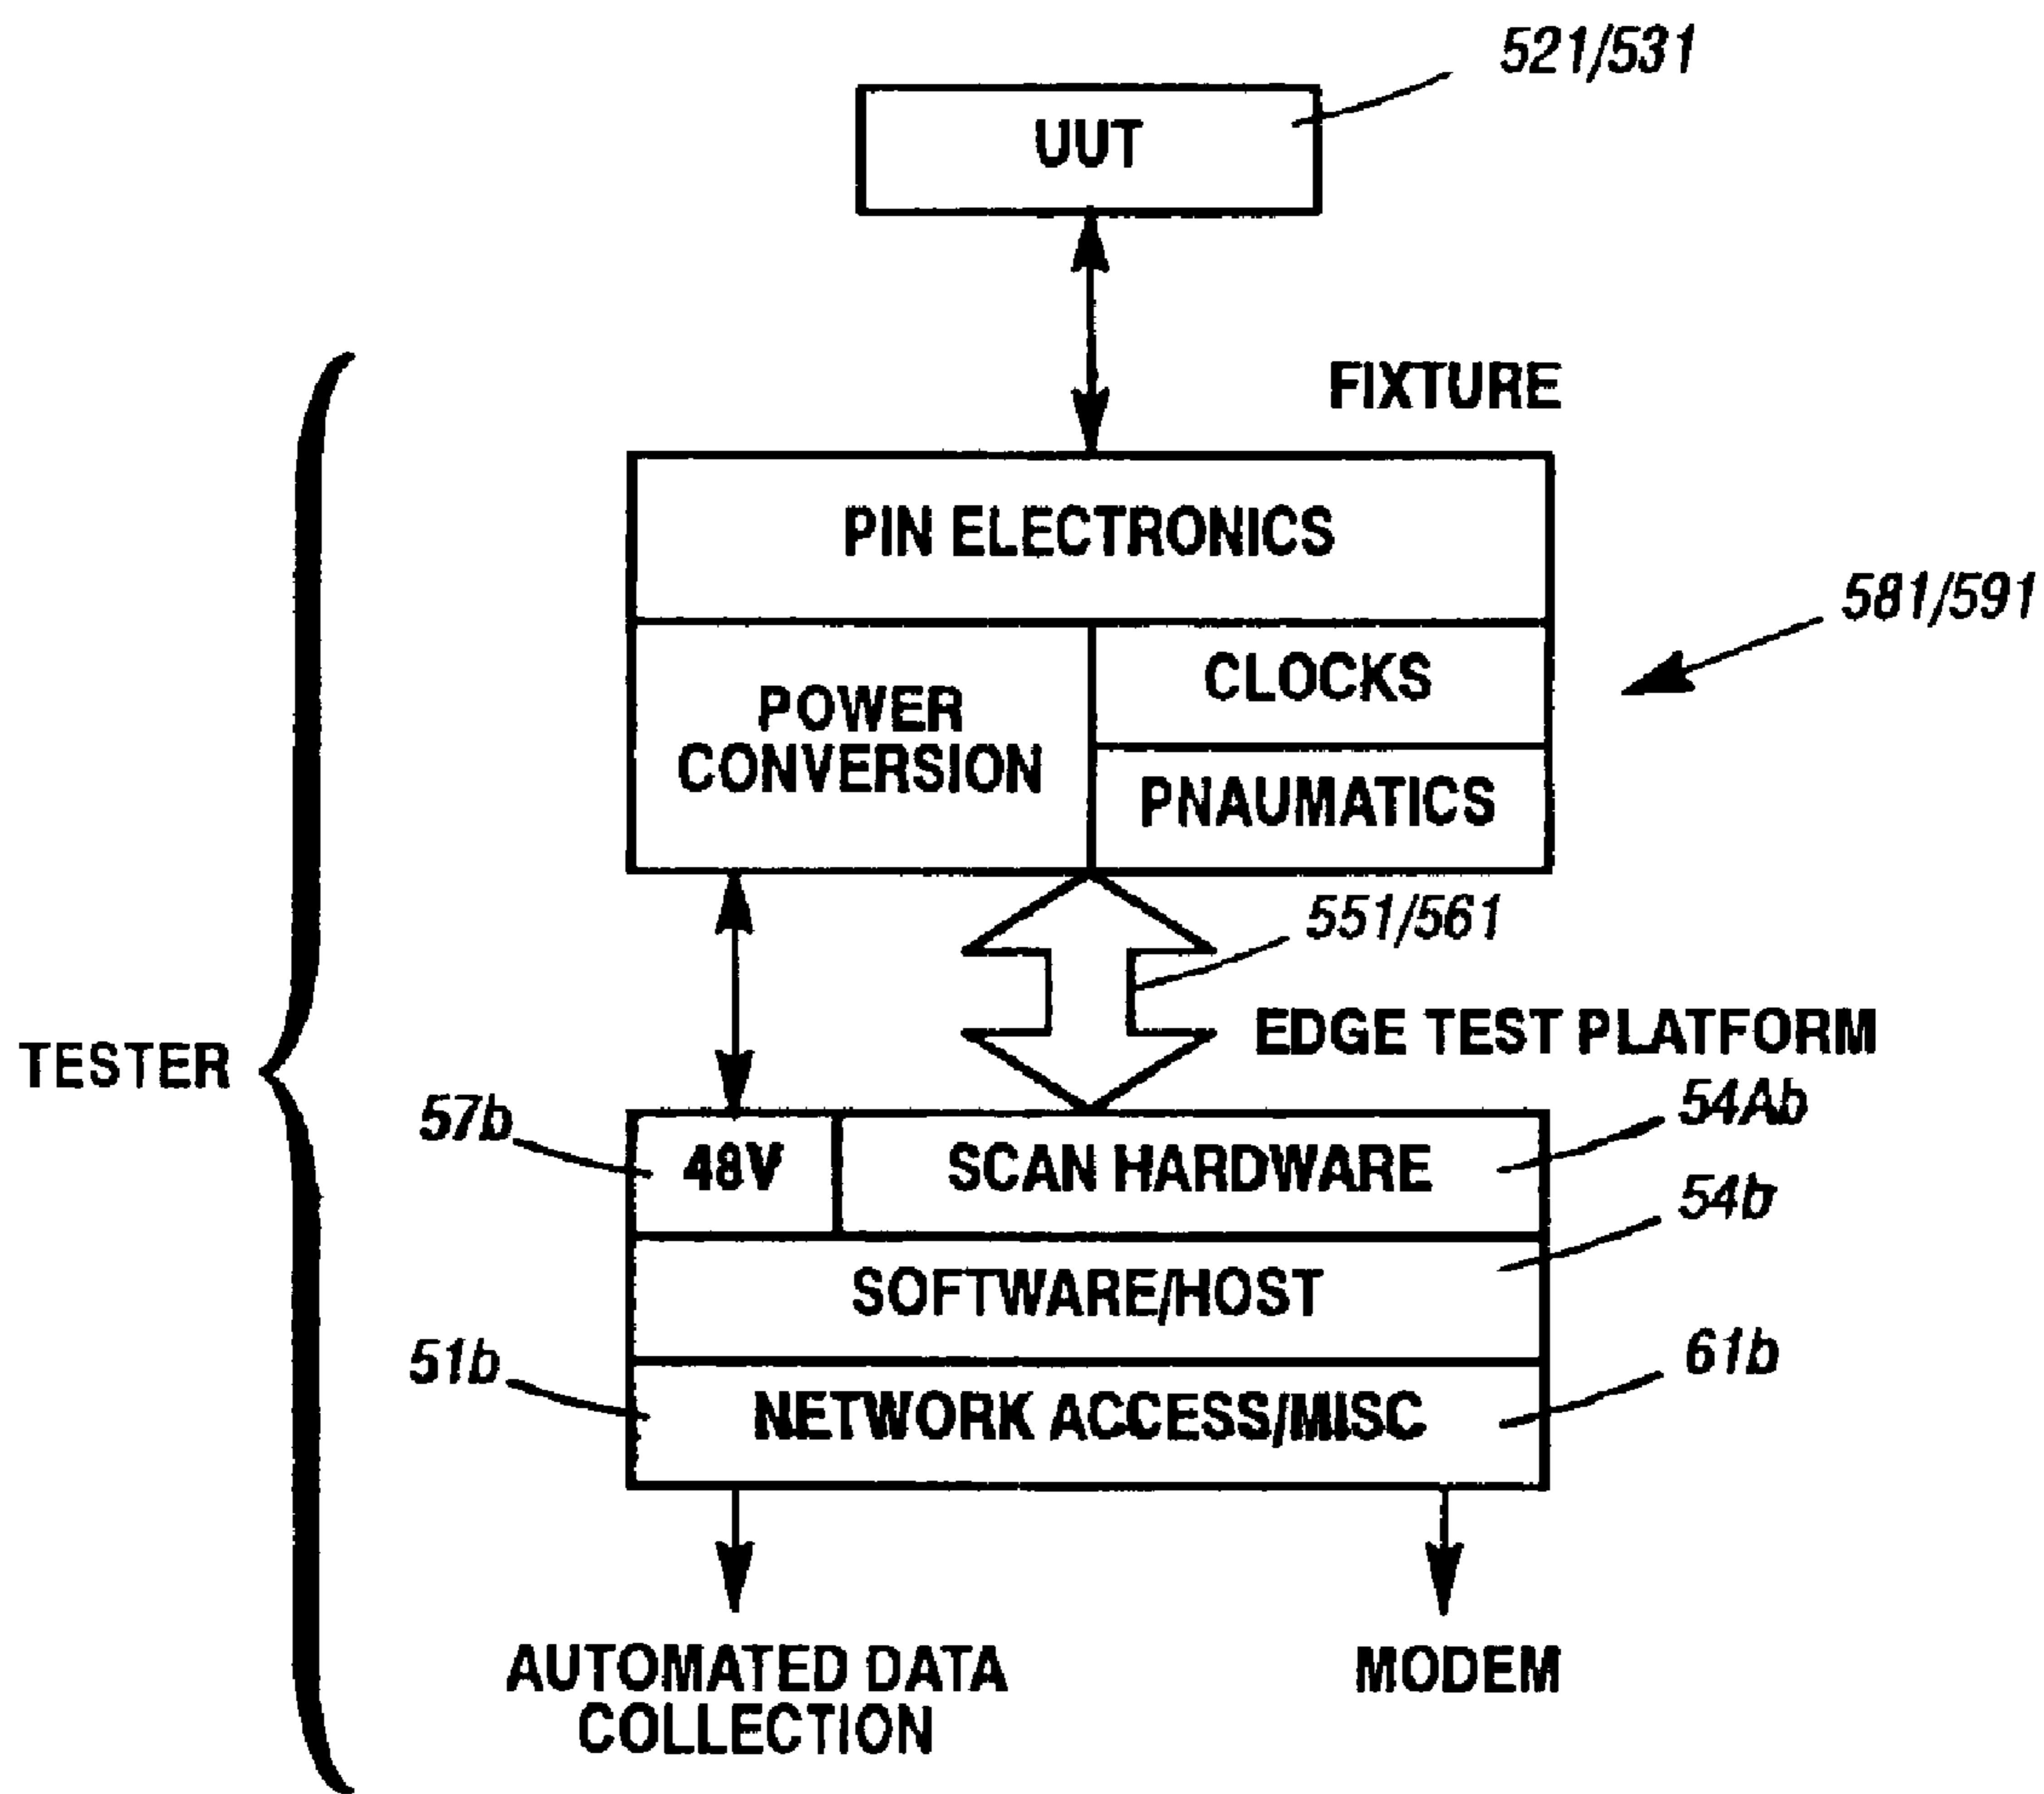 521/531
UUT
FIXTURE
PIN ELECTRONICS
581/591
CLOCKS
POWER
CONVERSION
PNAUMATICS
551/561
EDGE TEST PLATFORM
TESTER
57b
54Ab
48V
SCAN HARDWARE
54b
SOFTWARE/HOST
51b
61b
NETWORK ACCESS/MISC
AUTOMATED DATA
COLLECTION
MODEM